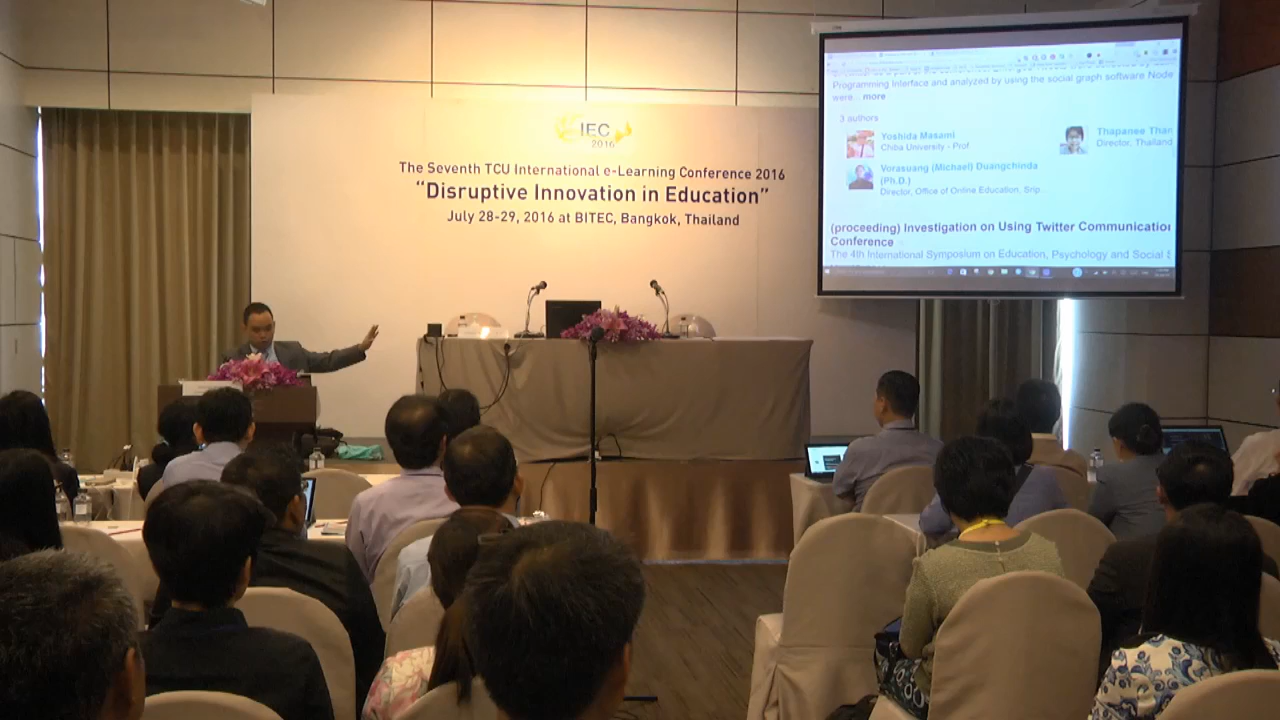 IEC
2016
The Seventh TCU International e-Learning Conference 2016
“Disruptive Innovation in Education”
July 28-29, 2016 at BITEC, Bangkok, Thailand
Programming Interface and analyzed by using the social graph software Node
were... more
3 authors
Yoshida Masami
Chiba University - Prof
Thapanee Than
Director, Thailand
Vorasuang (Michael) Duangchinda
(Ph.D.)
Director, Office of Online Education, Srip...
(proceeding) Investigation on Using Twitter Communication
Conference
The 4th International Symposium on Education, Psychology and Social